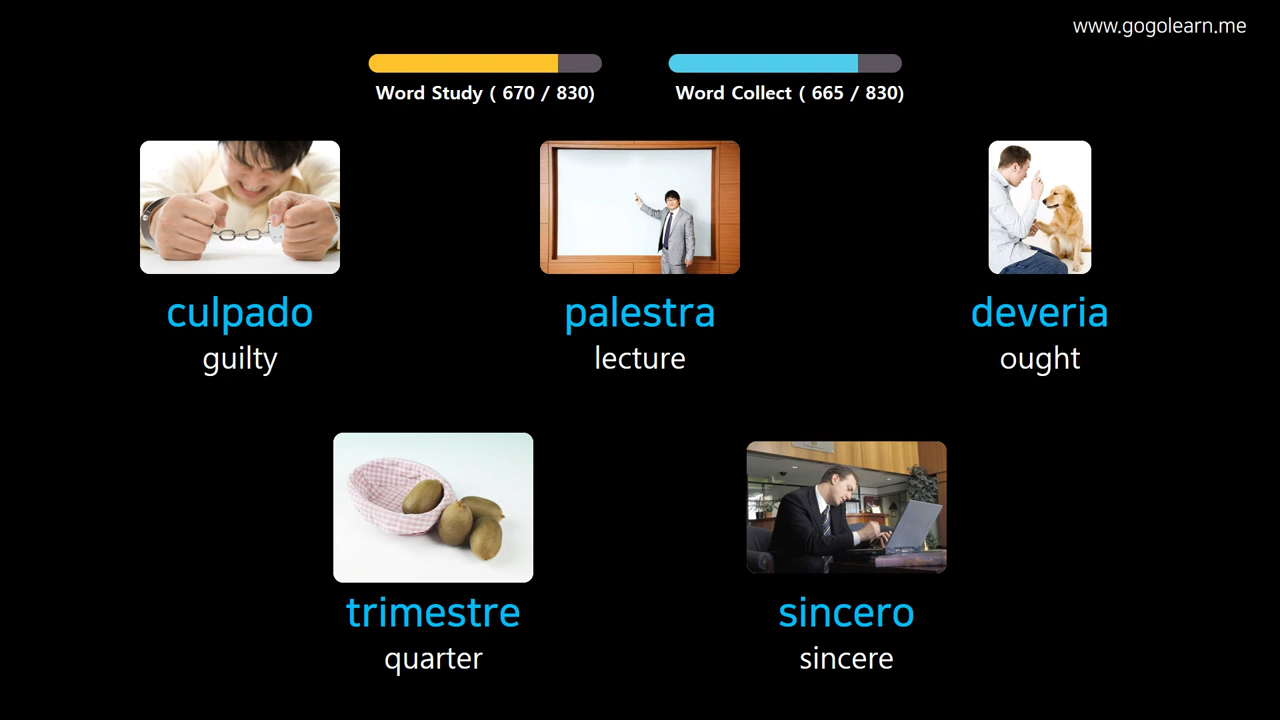 www.gogolearn.me
Word Study ( 670 / 830)
Word Collect ( 665 / 830)
culpado
guilty
palestra
lecture
deveria
ought
trimestre
quarter
sincero
sincere